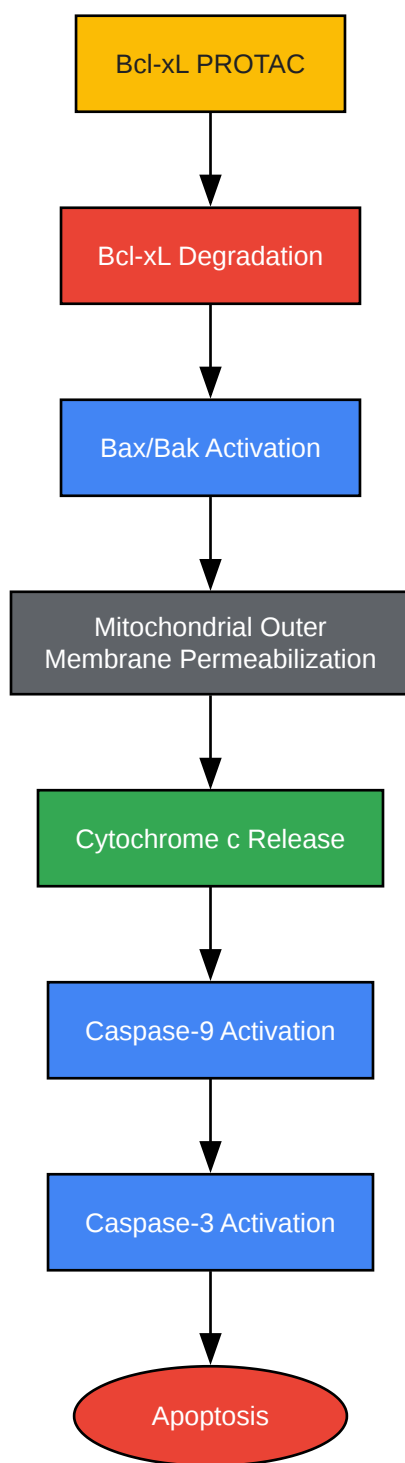 Bcl-xL PROTAC
Bcl-xL Degradation
Bax/Bak Activation
Mitochondrial Outer
Membrane Permeabilization
Cytochrome c Release
Caspase-9 Activation
Caspase-3 Activation
Apoptosis